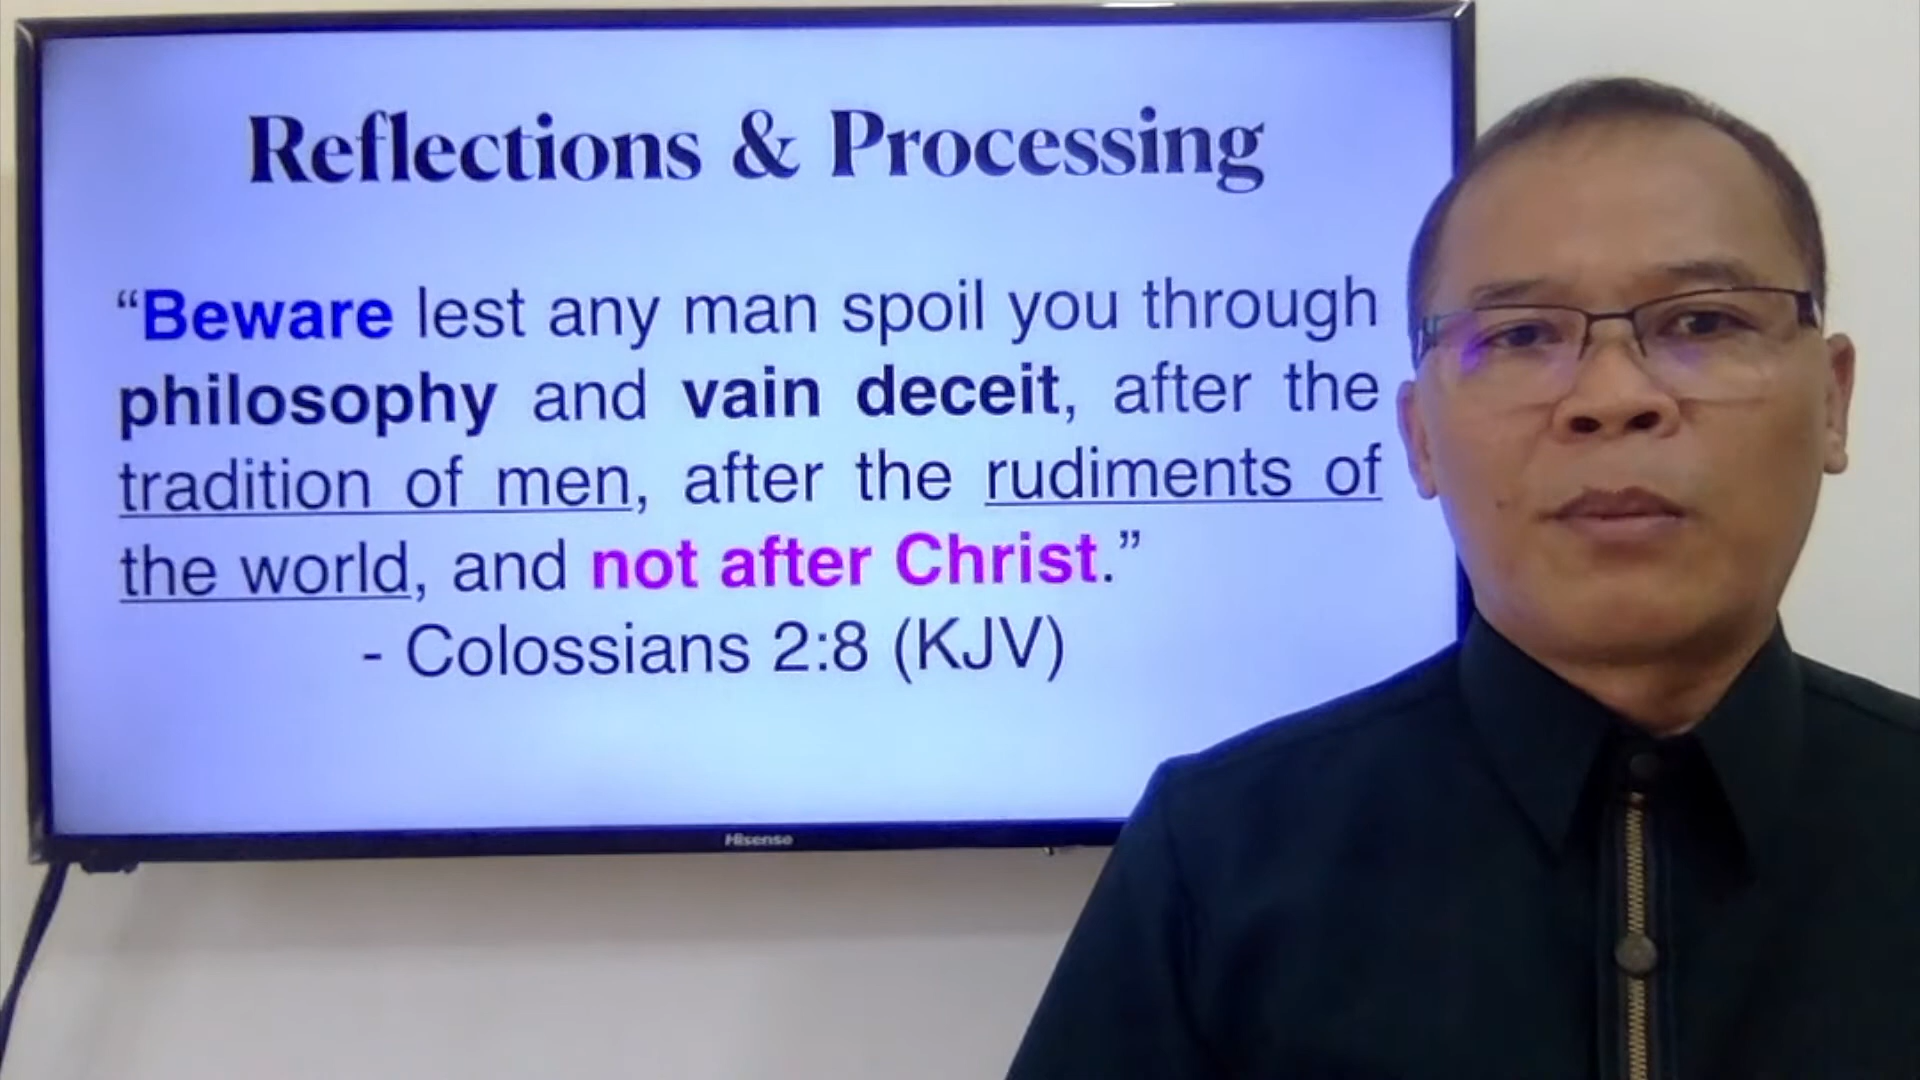 Reflections & Processing
“Beware lest any man spoil you through
philosophy and vain deceit, after the
tradition of men, after the rudiments of
the world, and not after Christ.”
- Colossians 2:8 (KJV)
Hisense